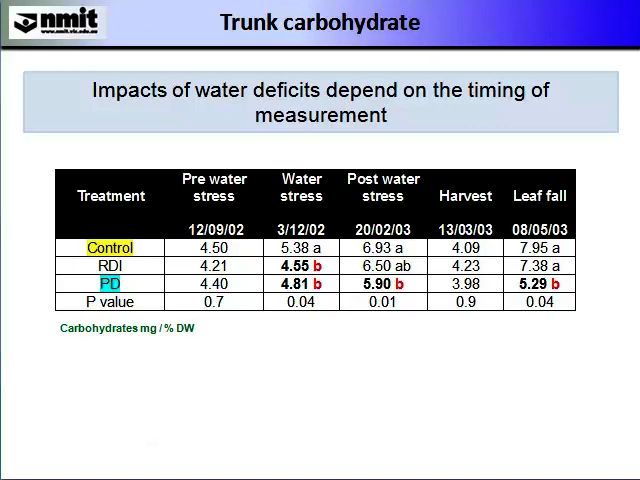 nmit
www.nmit.vic.edu.au
Trunk carbohydrate
Impacts of water deficits depend on the timing of
measurement
Treatment Pre water stress 12/09/02 Water stress 3/12/02 Post water stress 20/02/03 Harvest 13/03/03 Leaf fall 08/05/03
Control 4.50 5.38 a 6.93 a 4.09 7.95 a
RDI 4.21 4.55 b 6.50 ab 4.23 7.38 a
PD 4.40 4.81 b 5.90 b 3.98 5.29 b
P value 0.7 0.04 0.01 0.9 0.04
Carbohydrates mg / % DW